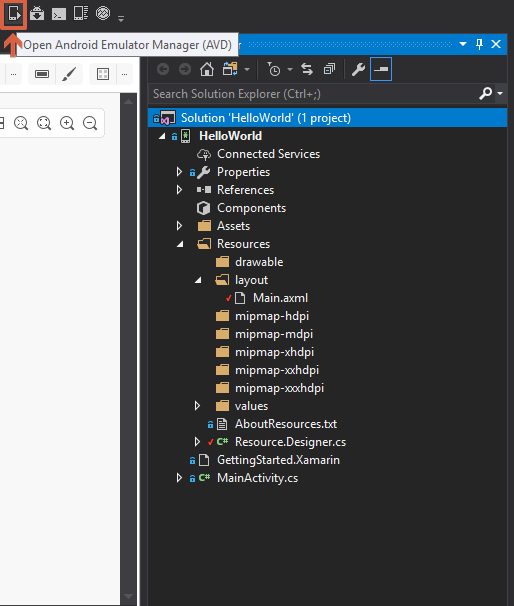 Open Android Emulator Manager (AVD)
Search Solution Explorer (Ctrl+;)
Solution 'HelloWorld' (1 project)
HelloWorld
Connected Services
Properties
References
Components
Assets
Resources
drawable
layout
Main.axml
mipmap-hdpi
mipmap-mdpi
mipmap-xhdpi
mipmap-xxhdpi
mipmap-xxxhdpi
values
AboutResources.txt
C# Resource.Designer.cs
GettingStarted.Xamarin
C# MainActivity.cs